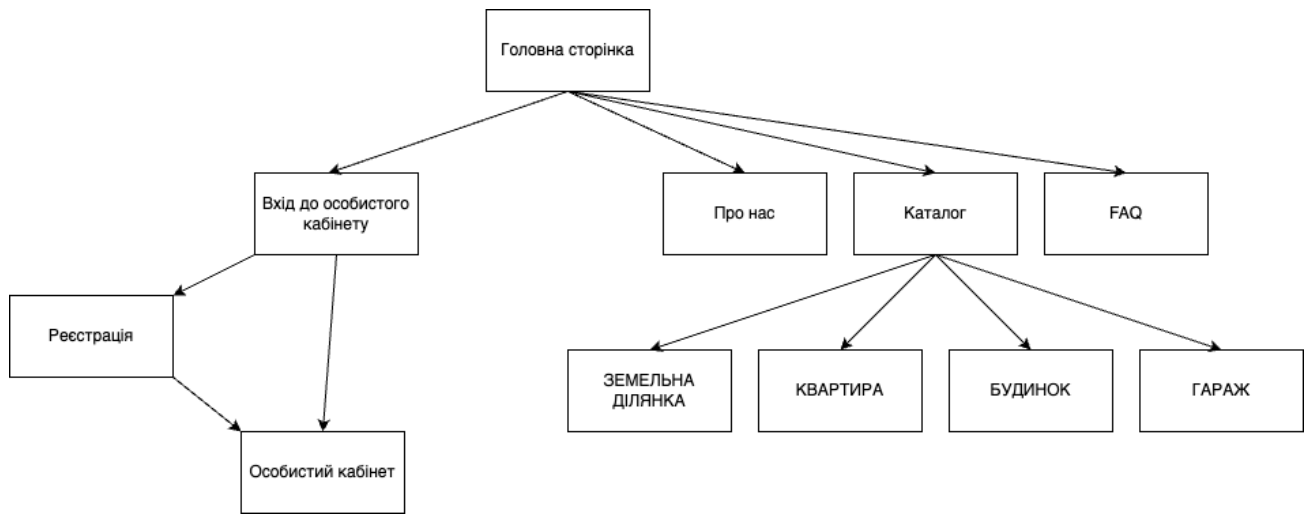 Головна сторінка
Вхід до особистого
кабінету
Про нас
Каталог
FAQ
Реєстрація
ЗЕМЕЛЬНА
ДІЛЯНКА
КВАРТИРА
БУДИНОК
ГАРАЖ
Особистий кабінет